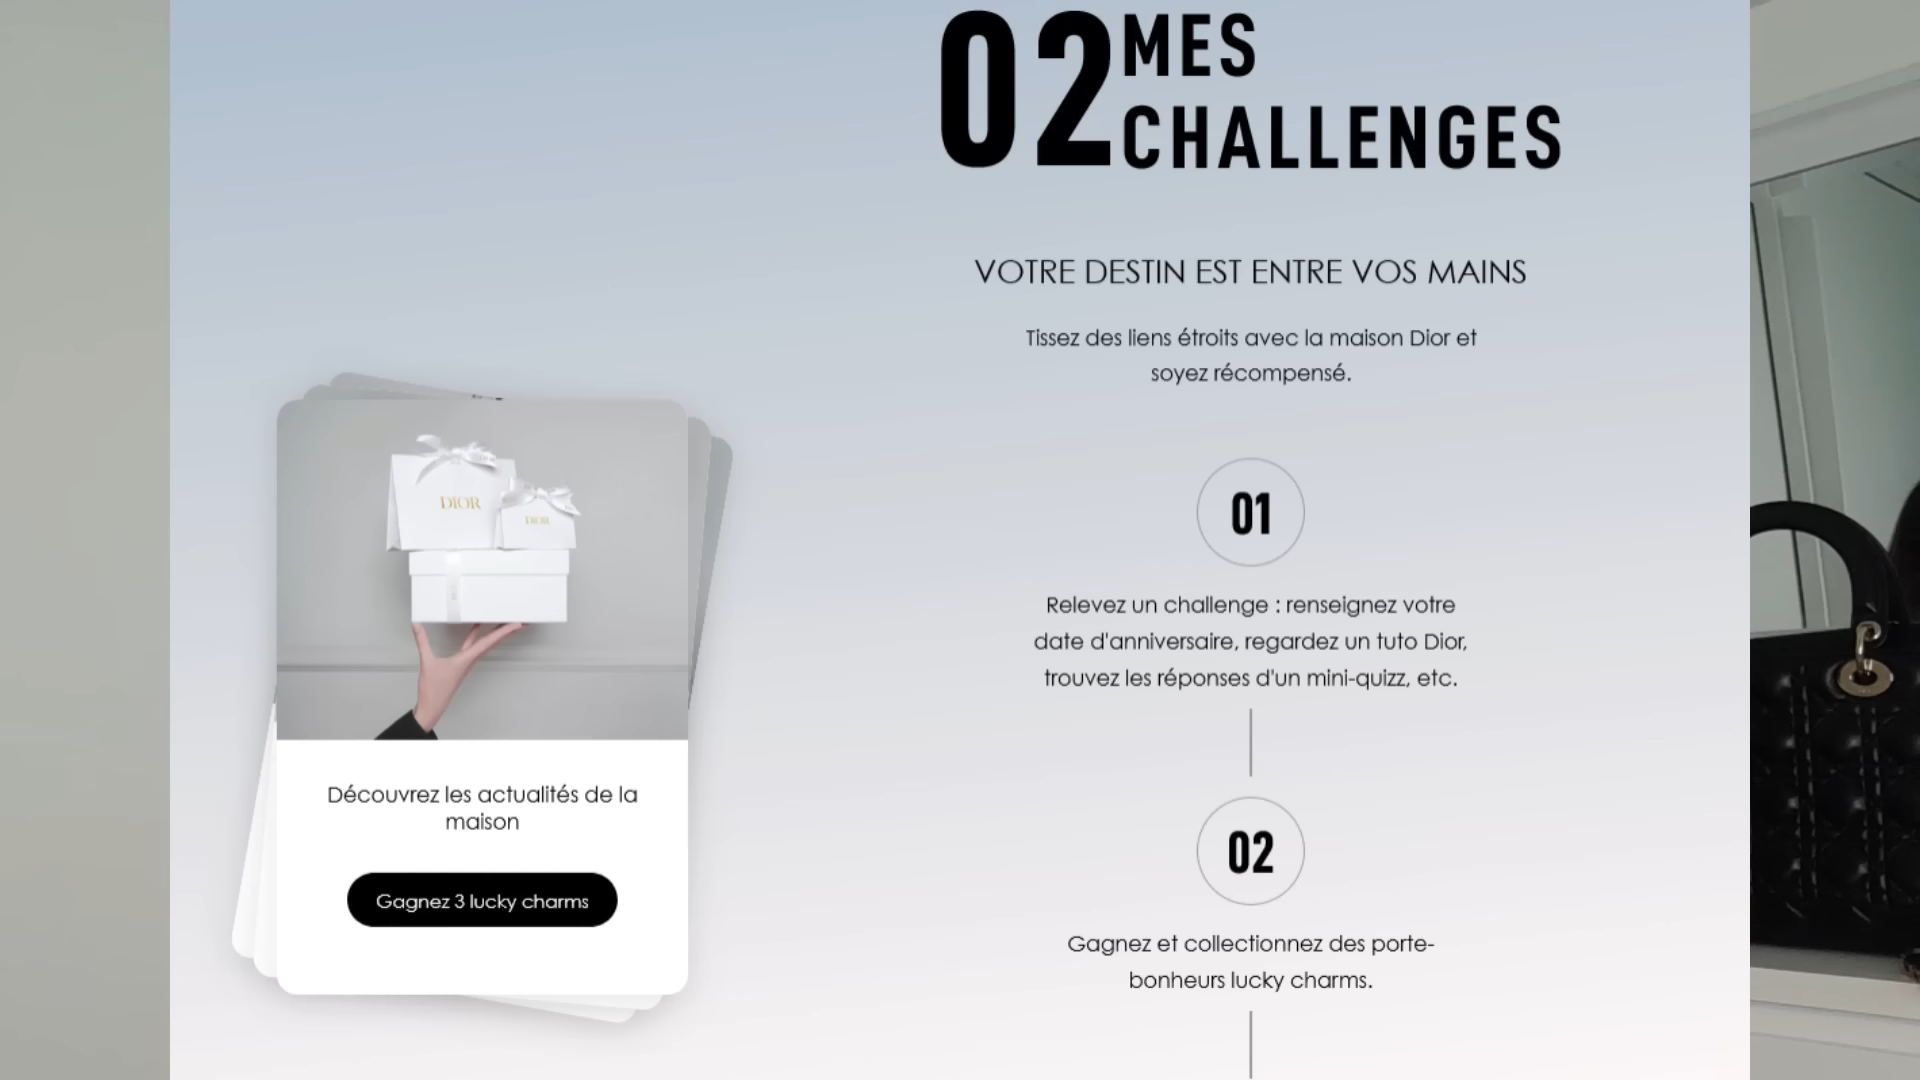 02 MES
CHALLENGES
VOTRE DESTIN EST ENTRE VOS MAINS
Tissez des liens étroits avec la maison Dior et
soyez récompensé.
01
Relevez un challenge : renseignez votre
date d'anniversaire, regardez un tuto Dior,
trouvez les réponses d'un mini-quizz, etc.
02
Gagnez et collectionnez des porte-
bonheurs lucky charms.
DIOR
DIOR
Découvrez les actualités de la
maison
Gagnez 3 lucky charms